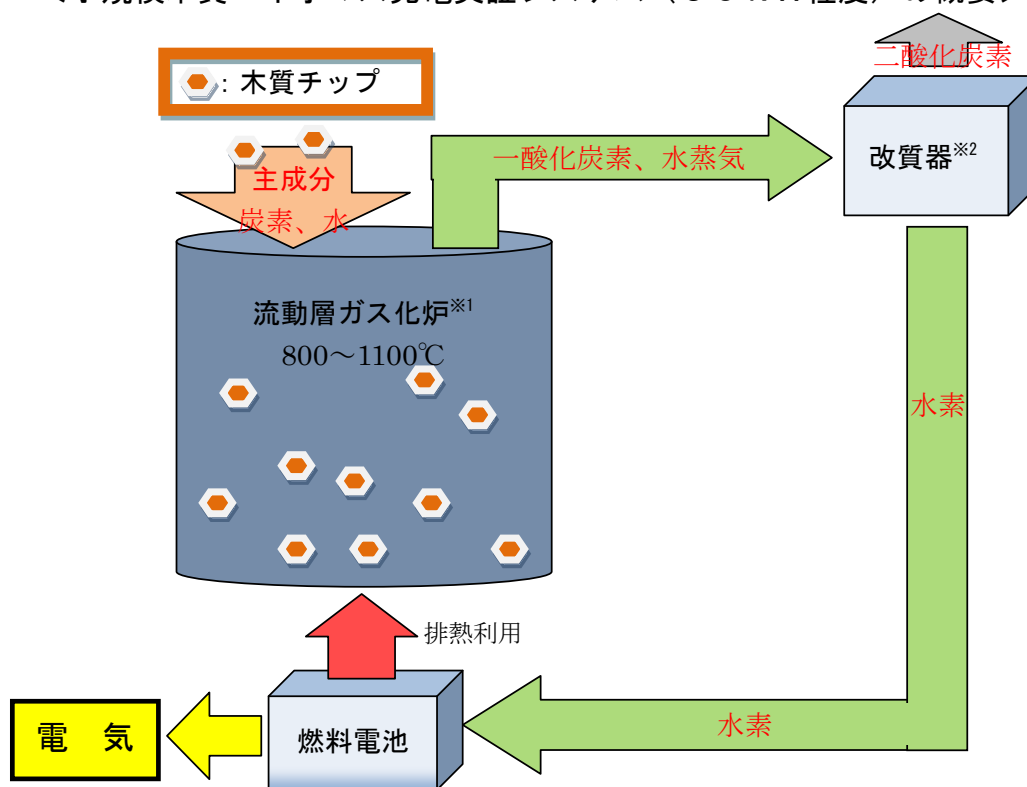 二酸化炭素
: 木質チップ
改質器※2
一酸化炭素、水蒸気
主成分
炭素、水
流動層ガス化炉※1
800～1100℃
水素
排熱利用
電 気
燃料電池
水素